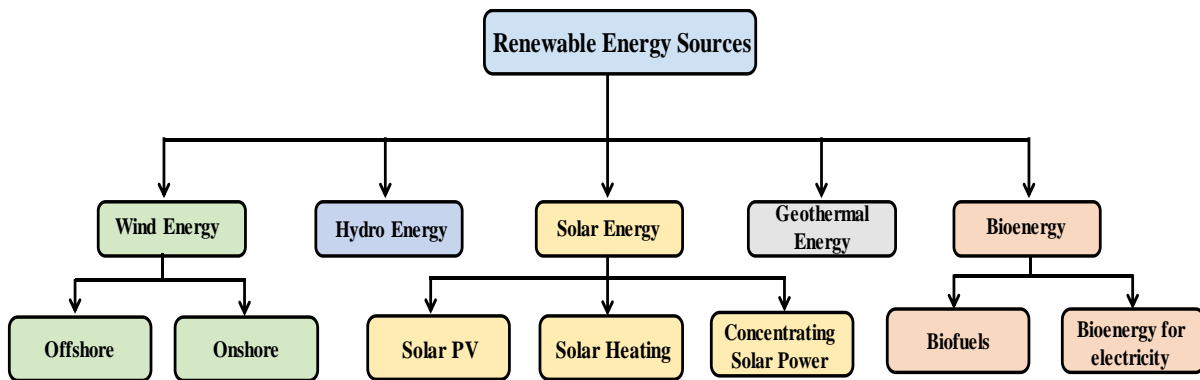 Renewable Energy Sources
Wind Energy
Hydro Energy
Solar Energy
Geothermal
Energy
Bioenergy
Offshore
Onshore
Solar PV
Solar Heating
Concentrating
Solar Power
Biofuels
Bioenergy for
electricity